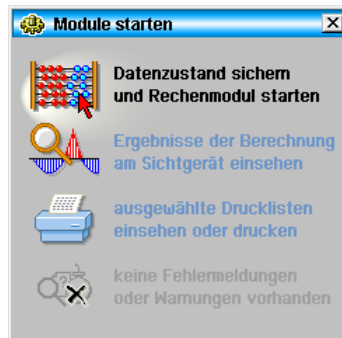 Module starten
Datenzustand sichern
und Rechenmodul starten
Ergebnisse der Berechnung
am Sichtgerät einsehen
ausgewählte Drucklisten
einsehen oder drucken
keine Fehlermeldungen
oder Warnungen vorhanden